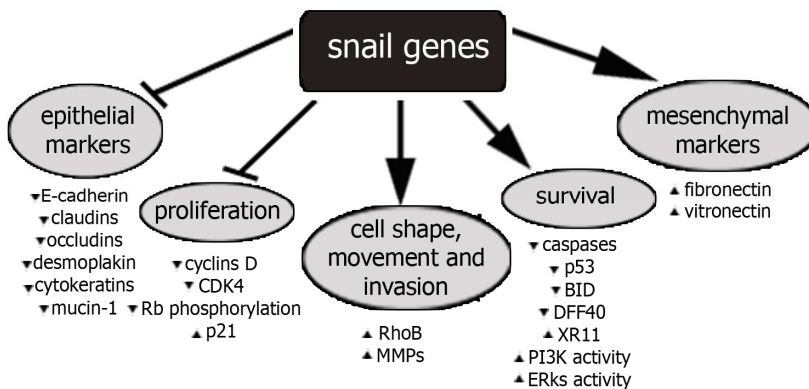 snail genes
epithelial
markers
▼E-cadherin
▼claudins
▼occludins
▼desmoplakin
▼cytokeratins
▼mucin-1
proliferation
▼cyclins D
▼CDK4
▼Rb phosphorylation
▲p21
cell shape,
movement and
invasion
▲RhoB
▲MMPs
survival
▼caspases
▼p53
▼BID
▼DFF40
▲XR11
▲PI3K activity
▲ERks activity
mesenchymal
markers
▲fibronectin
▲vitronectin